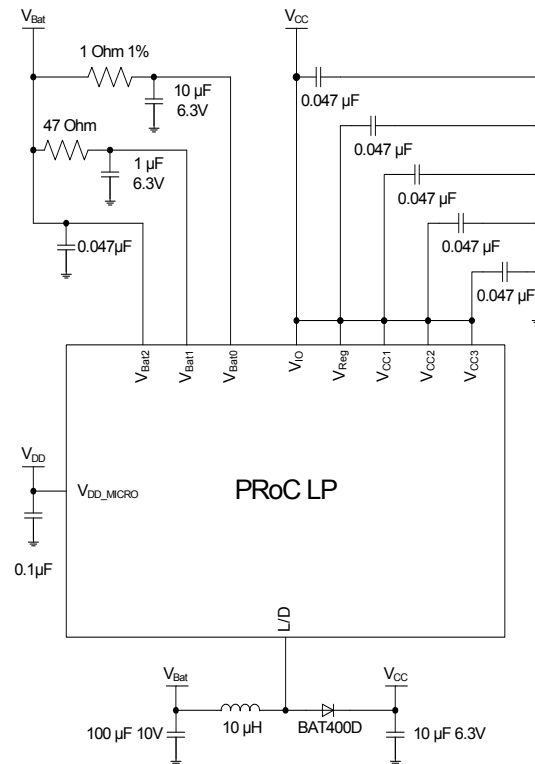 VBat
VCC
1 Ohm 1%
10 µF
6.3V
0.047 µF
47 Ohm
0.047 µF
1 µF
6.3V
0.047 µF
0.047 µF
0.047µF
0.047 µF
VBat2
VBat1
VBat0
VIO
VReg
VCC1
VCC2
VCC3
VDD
VDD_MICRO
PRoC LP
0.1µF
L/D
VBat
VCC
100 µF 10V
10 µH
BAT400D
10 µF 6.3V